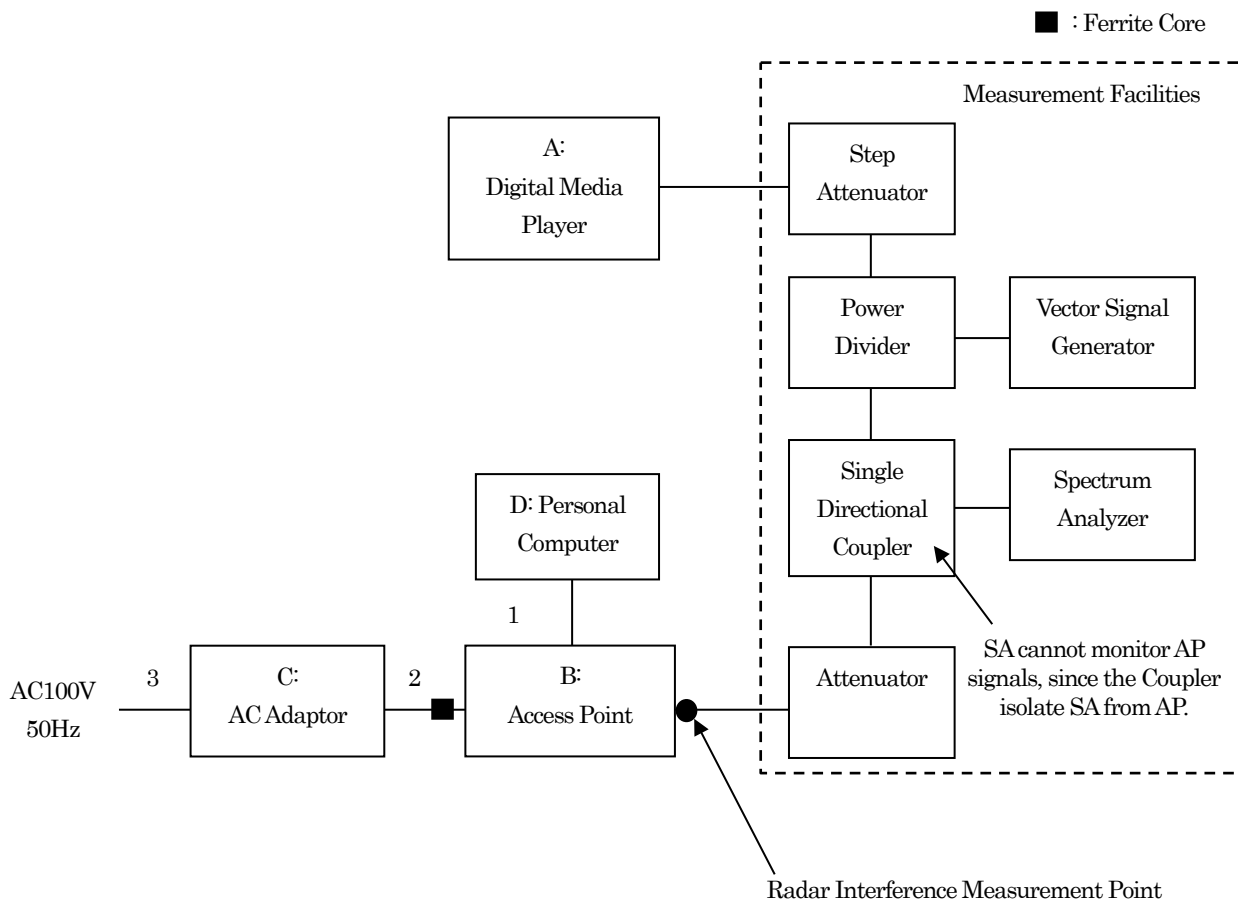 : Ferrite Core
Measurement Facilities
A:
Digital Media
Player
Step
Attenuator
Power
Divider
Vector Signal
Generator
Single
Directional
Coupler
Spectrum
Analyzer
D: Personal
Computer
1
SA cannot monitor AP
signals, since the Coupler
isolate SA from AP.
AC100V
50Hz
3
C:
AC Adaptor
2
B:
Access Point
Attenuator
Radar Interference Measurement Point